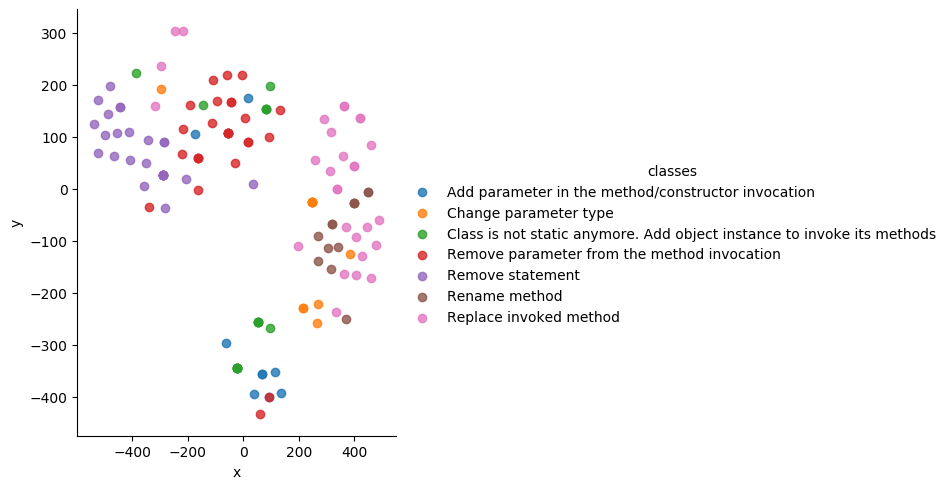 300
200
100
0
−100
−200
−300
−400
y
−400
−200
0
200
400
x
classes
Add parameter in the method/constructor invocation
Change parameter type
Class is not static anymore. Add object instance to invoke its methods
Remove parameter from the method invocation
Remove statement
Rename method
Replace invoked method